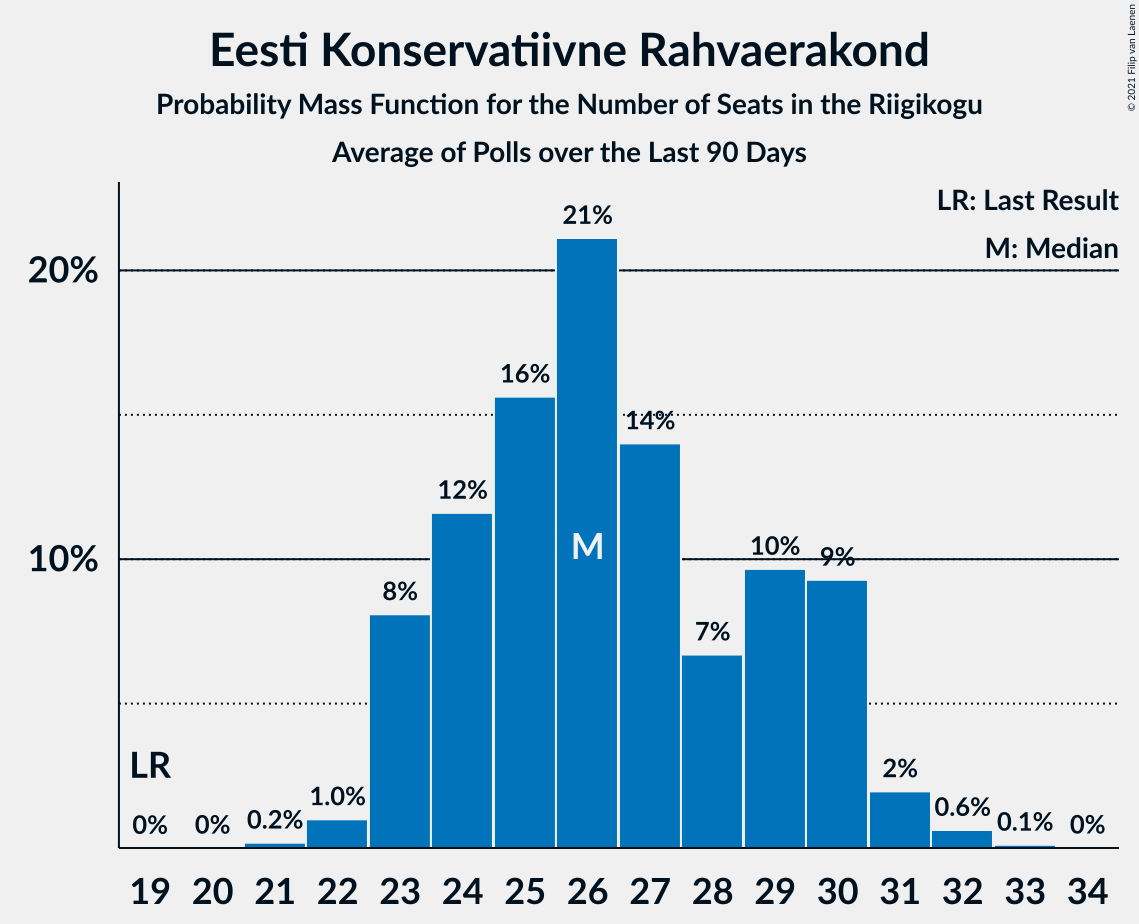 Eesti Konservatiivne Rahvaerakond
Probability Mass Function for the Number of Seats in the Riigikogu
Average of Polls over the Last 90 Days
© 2021 Filip van Laenen
LR: Last Result
M: Median
21%
20%
16%
14%
12%
M
10%
10%
9%
8%
7%
LR
2%
0%
0%
0.2%
1.0%
0.6%
0.1%
0%
19 20 21 22 23 24 25 26 27 28 29 30 31 32 33 34